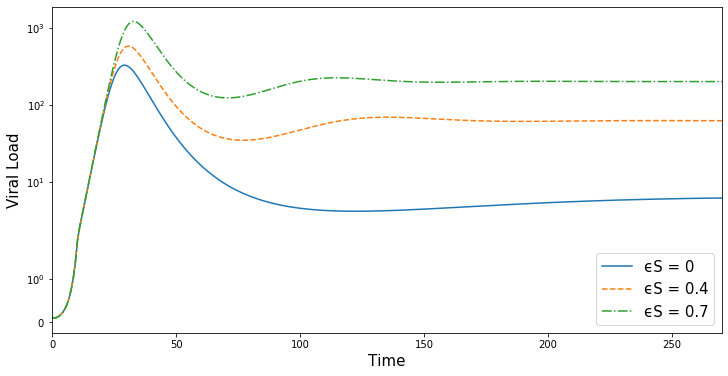 Viral Load
10³
10²
10¹
10⁰
0
0
50
100
150
200
250
Time
ϵS = 0
ϵS = 0.4
ϵS = 0.7